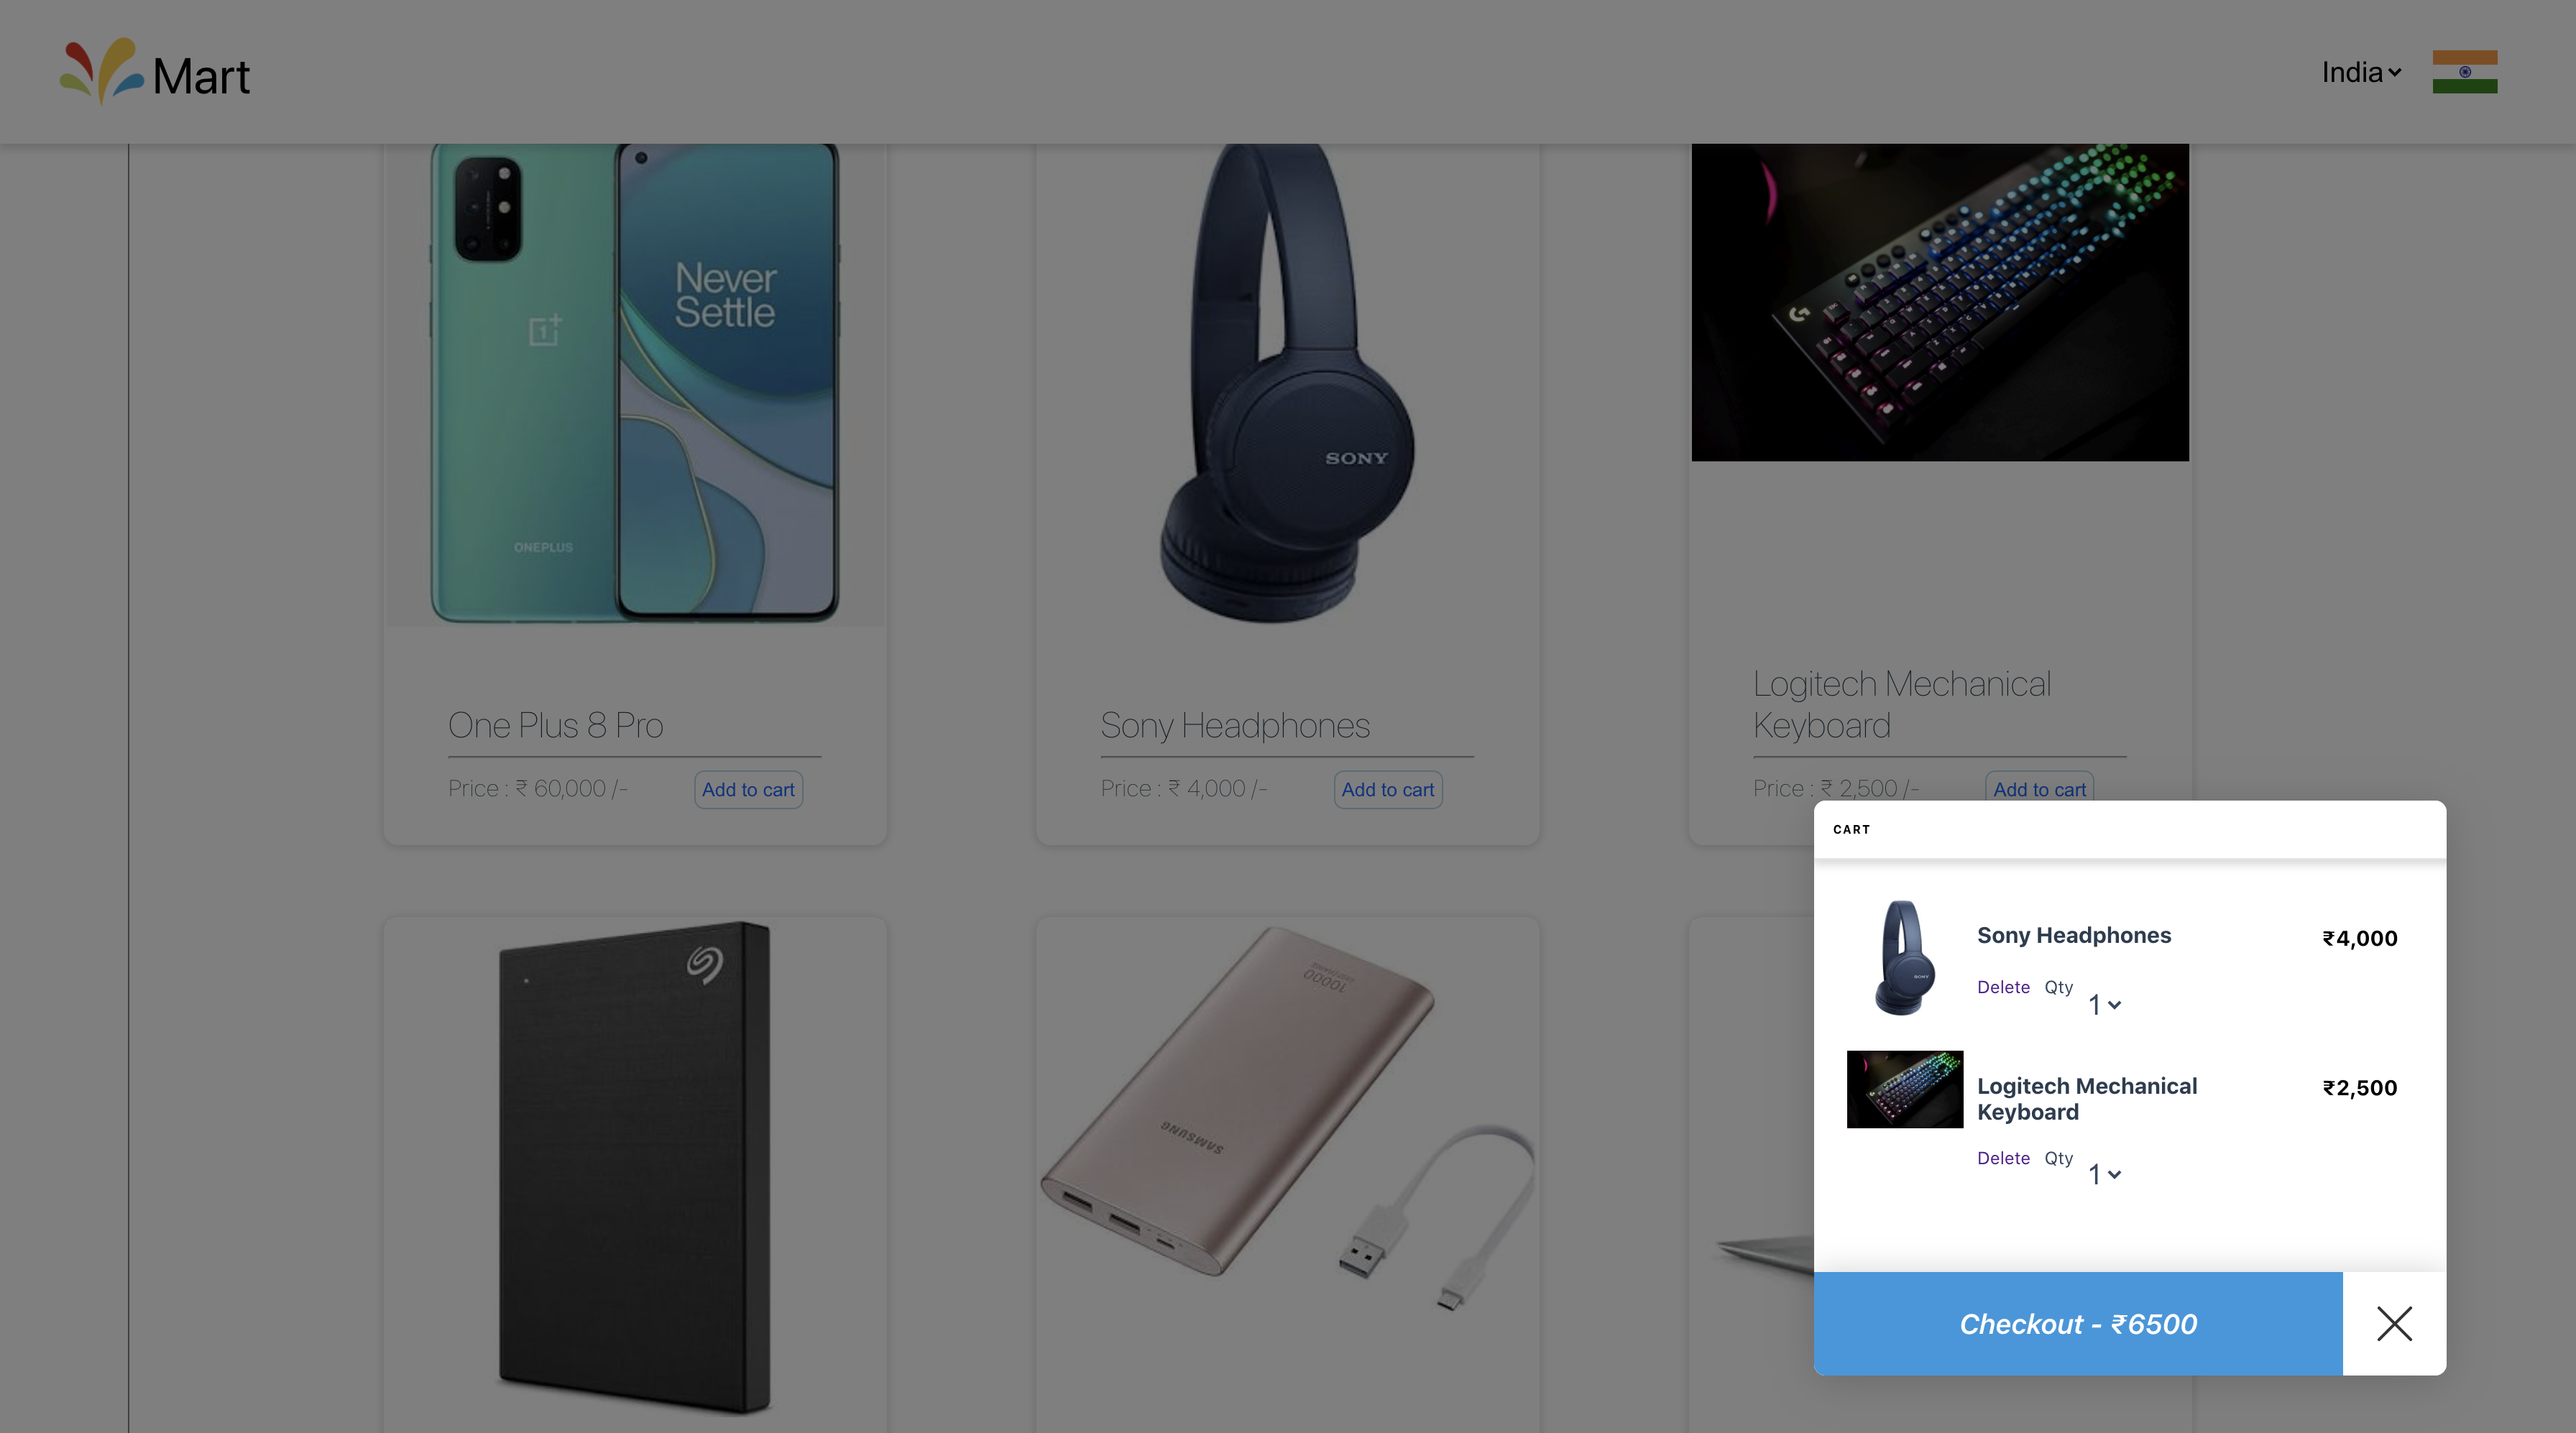 Mart
India
Never
Settle
ONEPLUS
SONY
One Plus 8 Pro
Price : ₹ 60,000 /-
Add to cart
Sony Headphones
Price : ₹ 4,000 /-
Add to cart
Logitech Mechanical
Keyboard
Price : ₹ 2,500 /-
Add to cart
10000
SAMSUNG
CART
SONY
Sony Headphones
₹4,000
Delete Qty
1
Logitech Mechanical
Keyboard
₹2,500
Delete Qty
1
Checkout - ₹6500